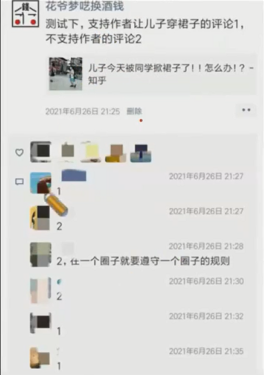 花爷梦呓换酒钱
测试下，支持作者让儿子穿裙子的评论1，
不支持作者的评论2
儿子今天被同学掀裙子了！！怎么办！？-
知乎
2021年6月26日 21:25 删除
2021年6月26日 21:27
1
2021年6月26日 21:27
2
2021年6月26日 21:28
2，在一个圈子就要遵守一个圈子的规则
2021年6月26日 21:30
2
2021年6月26日 21:32
1
2021年6月26日 21:35
1